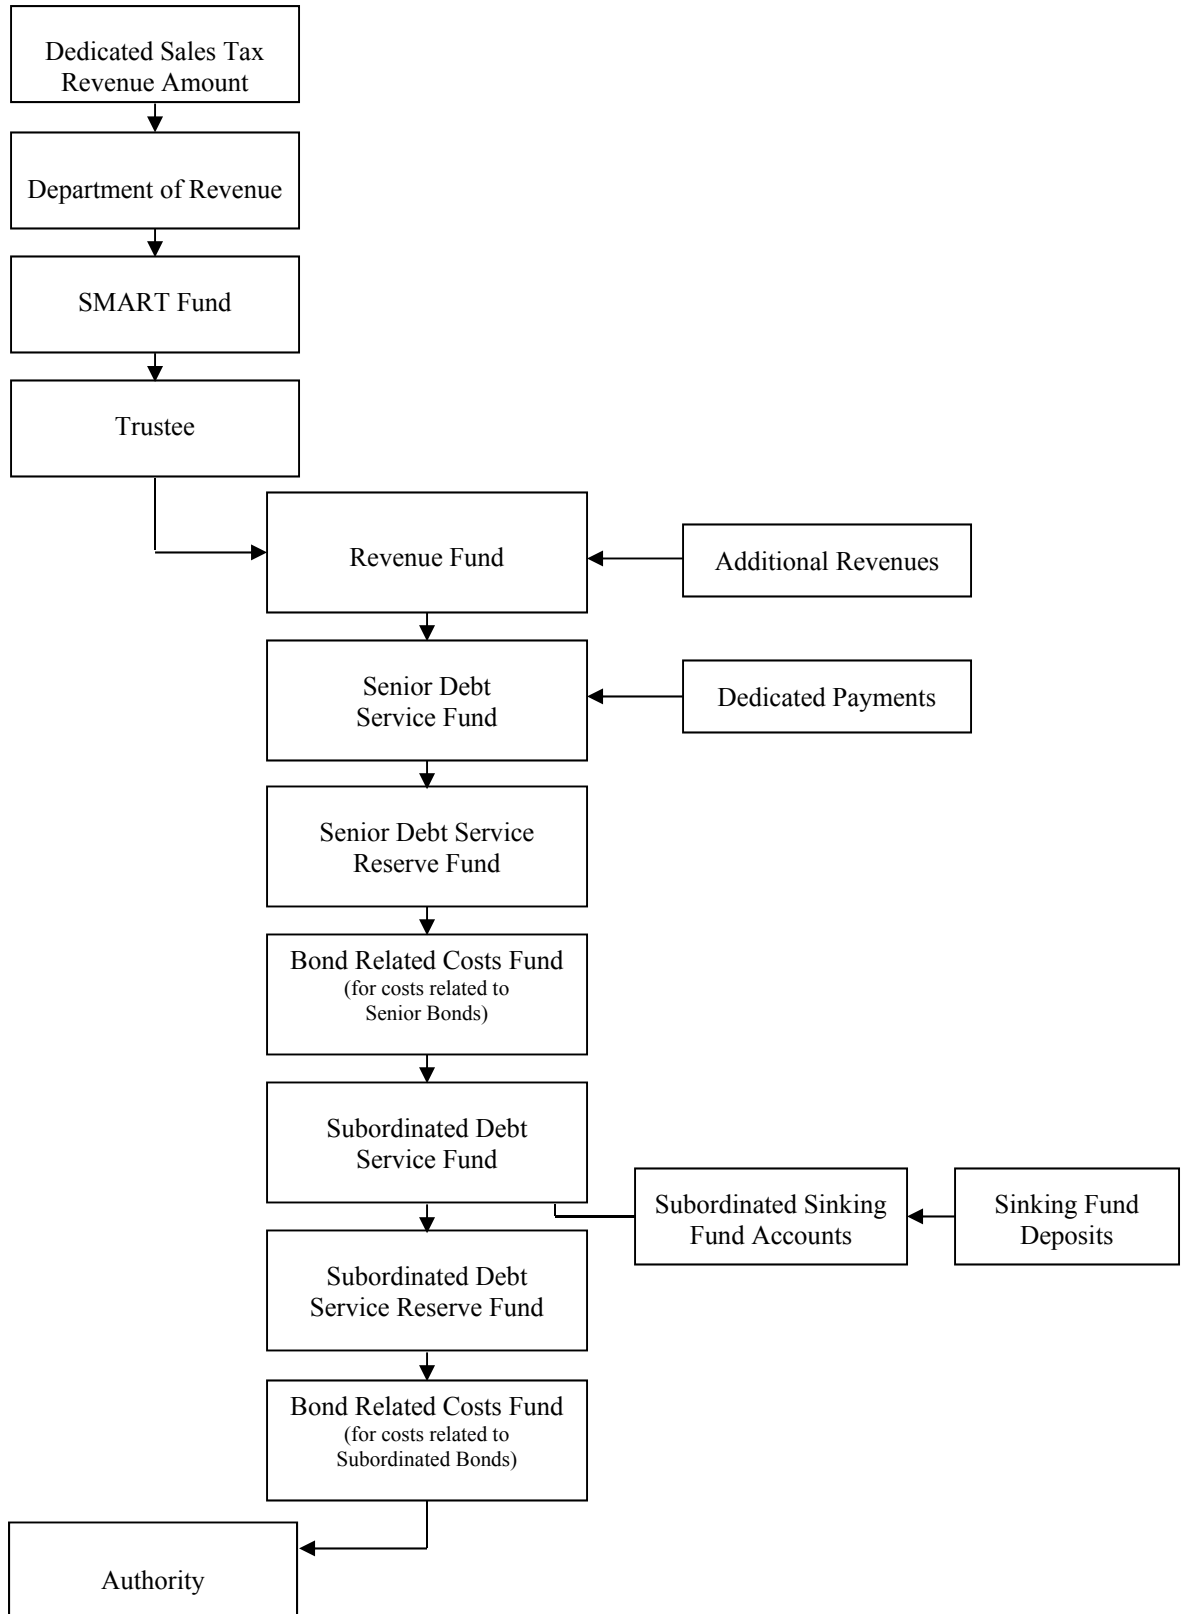 Dedicated Sales Tax
Revenue Amount
Department of Revenue
SMART Fund
Trustee
Revenue Fund
Additional Revenues
Senior Debt
Service Fund
Dedicated Payments
Senior Debt Service
Reserve Fund
Bond Related Costs Fund
(for costs related to
Senior Bonds)
Subordinated Debt
Service Fund
Subordinated Sinking
Fund Accounts
Sinking Fund
Deposits
Subordinated Debt
Service Reserve Fund
Bond Related Costs Fund
(for costs related to
Subordinated Bonds)
Authority